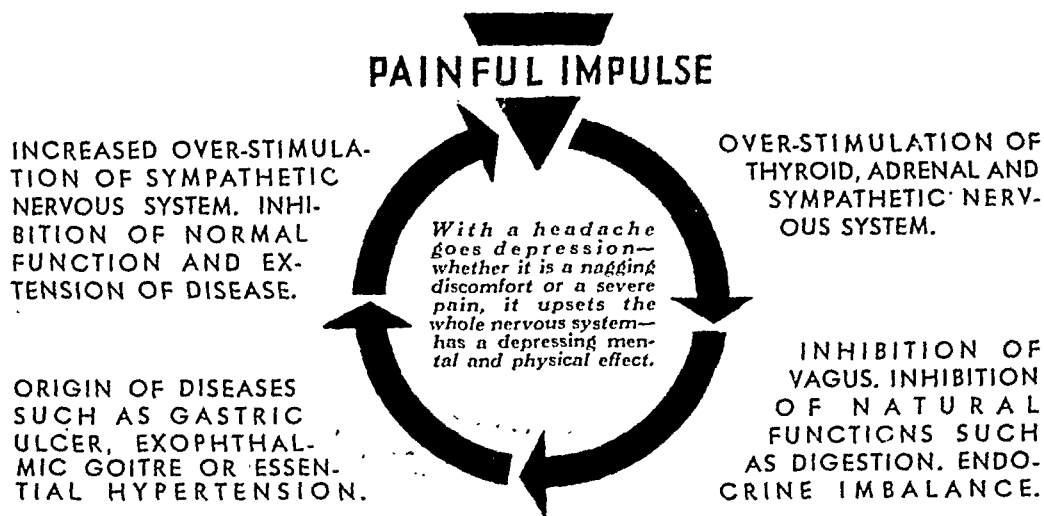 PAINFUL IMPULSE
OVER-STIMULATION OF
THYROID, ADRENAL AND
SYMPATHETIC NERV-
OUS SYSTEM.
INHIBITION OF
VAGUS. INHIBITION
OF NATURAL
FUNCTIONS SUCH
AS DIGESTION. ENDO-
CRINE IMBALANCE.
ORIGIN OF DISEASES
SUCH AS GASTRIC
ULCER, EXOPHTHAL-
MIC GOITRE OR ESSEN-
TIAL HYPERTENSION.
INCREASED OVER-STIMULA-
TION OF SYMPATHETIC
NERVOUS SYSTEM. INHI-
BITION OF NORMAL
FUNCTION AND EX-
TENSION OF DISEASE.
With a headache
goes depression—
whether it is a nagging
discomfort or a severe
pain, it upsets the
whole nervous system—
has a depressing men-
tal and physical effect.